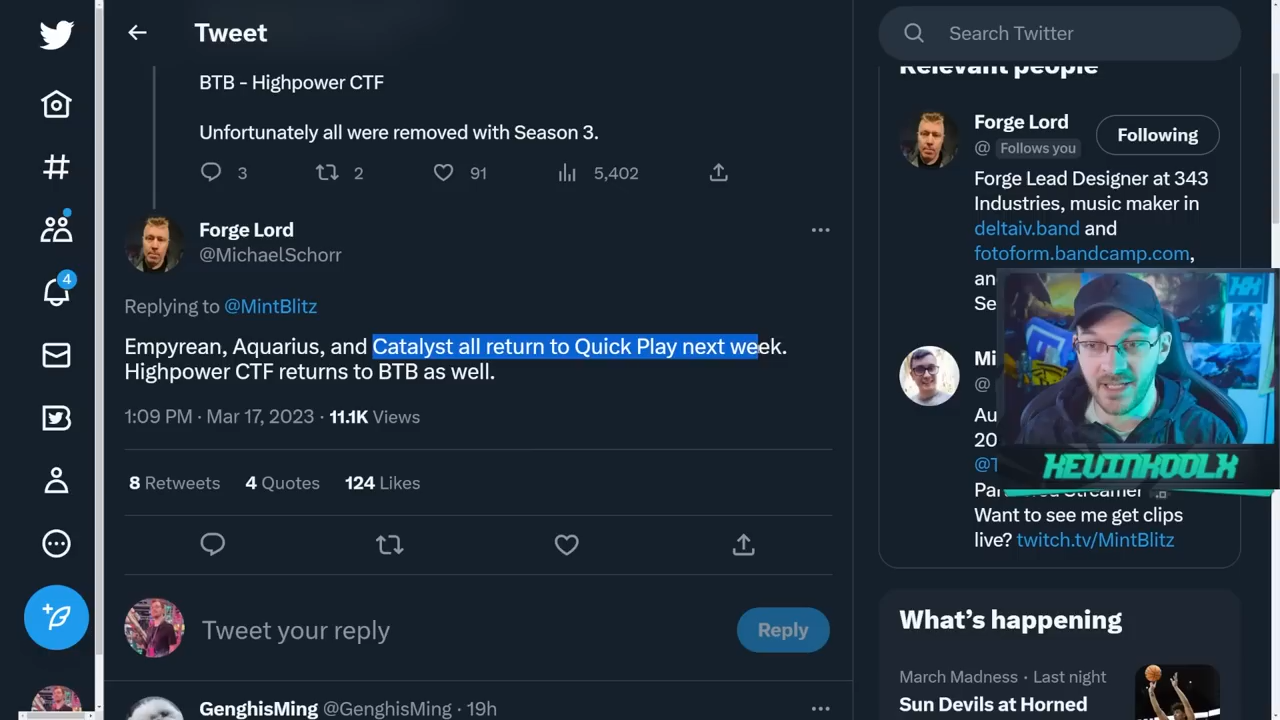 Tweet
BTB - Highpower CTF
Unfortunately all were removed with Season 3.
3
2
91
5,402
Forge Lord
@MichaelSchorr
Replying to @MintBlitz
Empyrean, Aquarius, and Catalyst all return to Quick Play next week.
Highpower CTF returns to BTB as well.
1:09 PM · Mar 17, 2023 · 11.1K Views
8 Retweets 4 Quotes 124 Likes
Tweet your reply
Reply
GenghisMing @GenghisMing · 19h
4
Search Twitter
Relevant people
Forge Lord
@ Follows you
Following
Forge Lead Designer at 343
Industries, music maker in
deltaiv.band and
fotoform.bandcamp.com,
Mi
@
Au
20
@T
Streamer
Want to see me get clips
live? twitch.tv/MintBlitz
KEVINKOOLX
What's happening
March Madness · Last night
Sun Devils at Horned